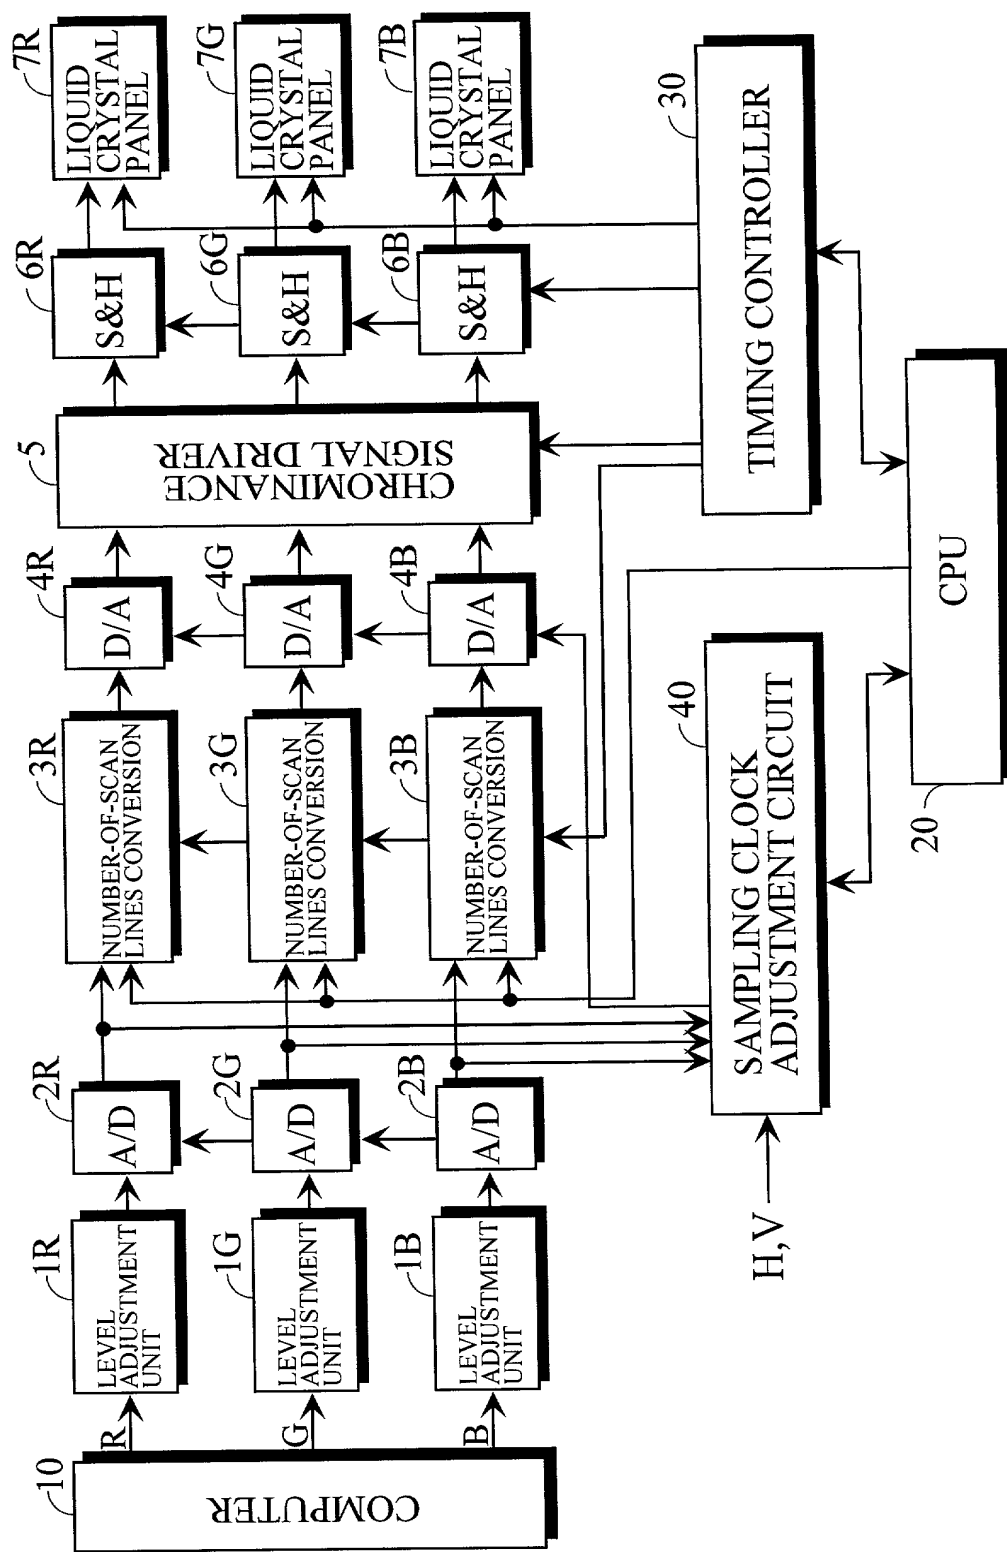 10
COMPUTER
R
G
B
1R
LEVEL
ADJUSTMENT
UNIT
1G
LEVEL
ADJUSTMENT
UNIT
1B
LEVEL
ADJUSTMENT
UNIT
2R
A/D
2G
A/D
2B
A/D
3R
NUMBER-OF-SCAN
LINES CONVERSION
3G
NUMBER-OF-SCAN
LINES CONVERSION
3B
NUMBER-OF-SCAN
LINES CONVERSION
4R
D/A
4G
D/A
4B
D/A
5
CHROMINANCE
SIGNAL DRIVER
6R
S&H
6G
S&H
6B
S&H
7R
LIQUID
CRYSTAL
PANEL
7G
LIQUID
CRYSTAL
PANEL
7B
LIQUID
CRYSTAL
PANEL
H,V
40
SAMPLING CLOCK
ADJUSTMENT CIRCUIT
30
TIMING CONTROLLER
20
CPU